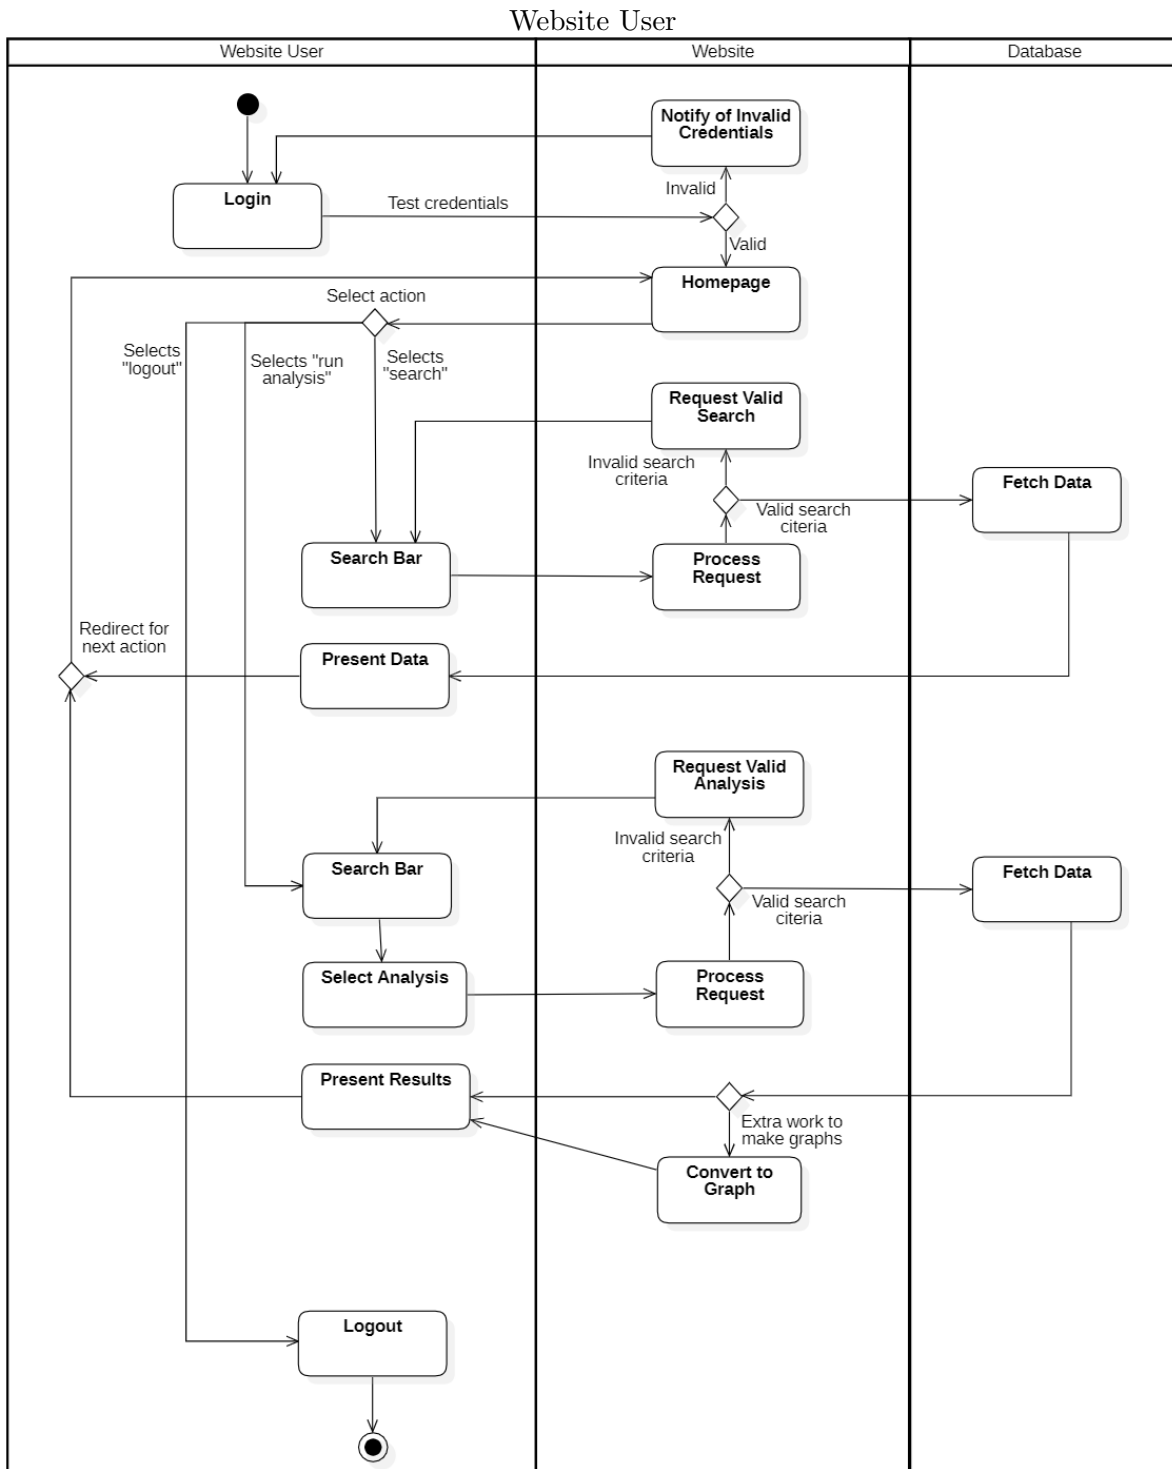 Website User
Website User
Website
Database
Notify of Invalid
Credentials
Invalid
Login
Test credentials
Valid
Homepage
Select action
Selects
"logout"
Selects "run
analysis"
Selects
"search"
Request Valid
Search
Invalid search
criteria
Fetch Data
Valid search
citeria
Search Bar
Process
Request
Redirect for
next action
Present Data
Request Valid
Analysis
Invalid search
criteria
Search Bar
Fetch Data
Valid search
citeria
Select Analysis
Process
Request
Present Results
Extra work to
make graphs
Convert to
Graph
Logout